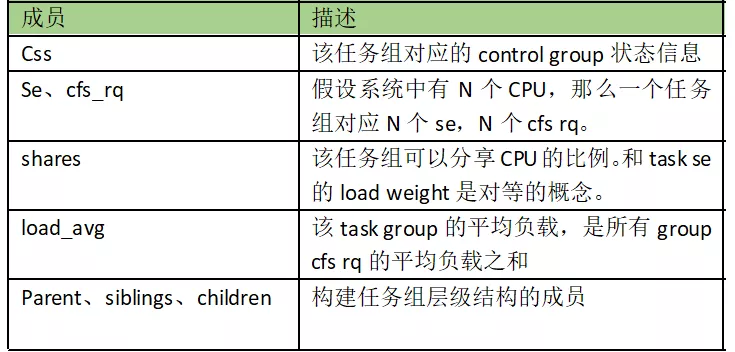 成员 描述
Css 该任务组对应的 control group 状态信息
Se、cfs_rq 假设系统中有 N 个 CPU，那么一个任务
组对应 N 个 se，N 个 cfs rq。
shares 该任务组可以分享 CPU 的比例。和 task se
的 load weight 是对等的概念。
load_avg 该 task group 的平均负载，是所有 group
cfs rq 的平均负载之和
Parent、siblings、children 构建任务组层级结构的成员